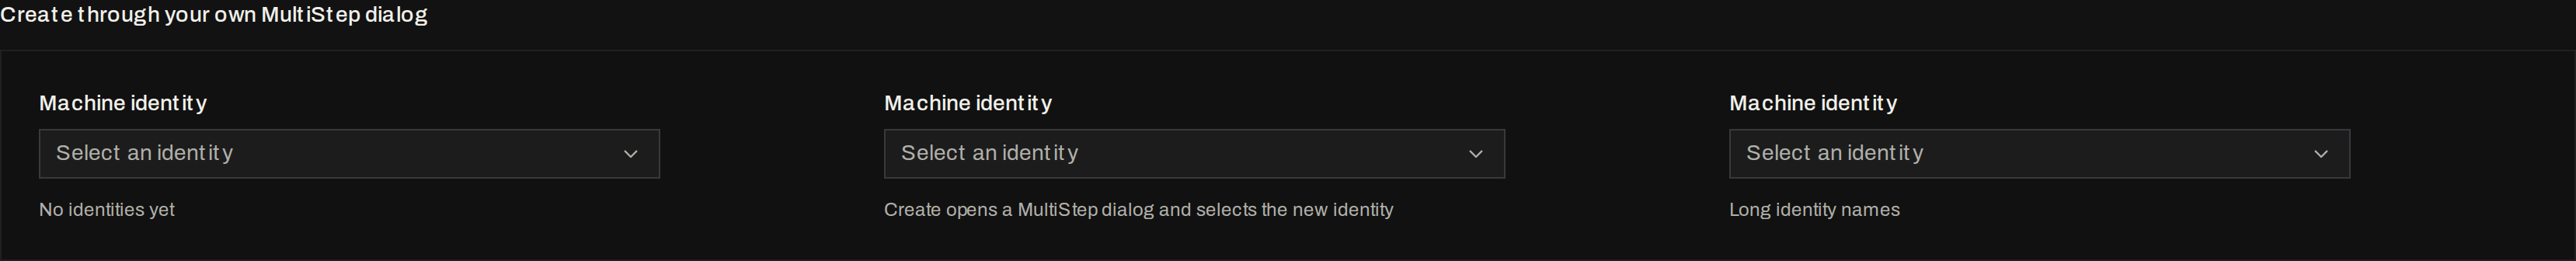 Create through your own MultiStep dialog
Machine identity
Select an identity
No identities yet
Machine identity
Select an identity
Create opens a MultiStep dialog and selects the new identity
Machine identity
Select an identity
Long identity names